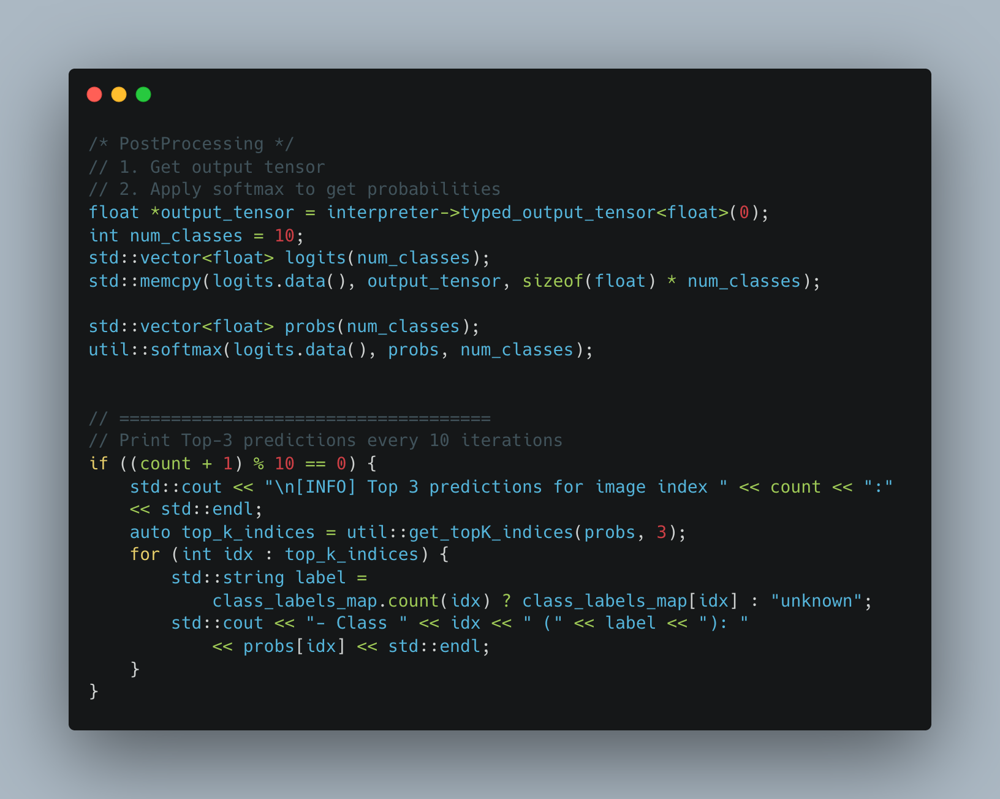 /* PostProcessing */
// 1. Get output tensor
// 2. Apply softmax to get probabilities
float *output_tensor = interpreter->typed_output_tensor<float>(0);
int num_classes = 10;
std::vector<float> logits(num_classes);
std::memcpy(logits.data(), output_tensor, sizeof(float) * num_classes);

std::vector<float> probs(num_classes);
util::softmax(logits.data(), probs, num_classes);


// ====================================
// Print Top-3 predictions every 10 iterations
if ((count + 1) % 10 == 0) {
    std::cout << "\n[INFO] Top 3 predictions for image index " << count << ":"
    << std::endl;
    auto top_k_indices = util::get_topK_indices(probs, 3);
    for (int idx : top_k_indices) {
        std::string label =
            class_labels_map.count(idx) ? class_labels_map[idx] : "unknown";
        std::cout << "- Class " << idx << " (" << label << "): "
            << probs[idx] << std::endl;
    }
}